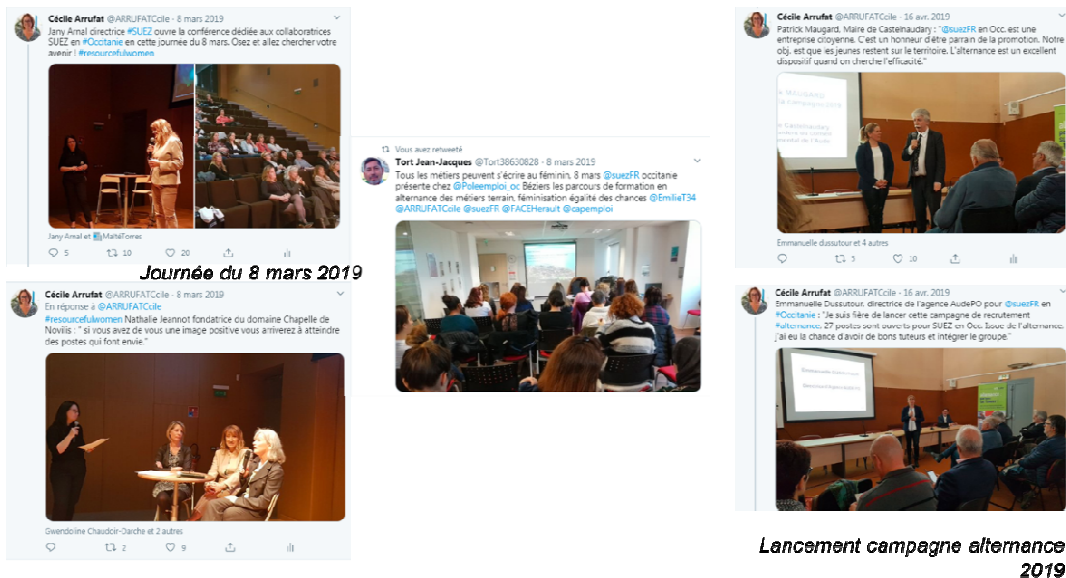 Cécile Arrufat @ARRUFATCcile - 8 mars 2019
Jany Arnal directrice #SUEZ ouvre la conférence dédiée aux collaboratrices
SUEZ en #Occitanie en cette journée du 8 mars. Osez et allez chercher votre
avenir ! #resourcefulwomen
Jany Arnal et MaïtéTorres
5 10 20
Journée du 8 mars 2019
Cécile Arrufat @ARRUFATCcile - 8 mars 2019
En réponse à @ARRUFATCcile
#resourcefulwomen Nathalie Jeannot fondatrice du domaine Chapelle de
Novilis : " si vous avez de vous une image positive vous arriverez à atteindre
des postes qui font envie."
Gwendoline Chaudoir-Darche et 2 autres
2 9
Vous avez retweeté
Tort Jean-Jacques @Tort38630828 - 8 mars 2019
Tous les métiers peuvent s'écrire au féminin, 8 mars @suezFR occitanie
présente chez @Poleemploi_oc Béziers les parcours de formation en
alternance des métiers terrain, féminisation égalité des chances @EmilieT34
@ARRUFATCcile @suezFR @FACEHerault @capemploi
Cécile Arrufat @ARRUFATCcile - 16 avr. 2019
Patrick Maugard, Maire de Castelnaudary : "@suezFR en Occ. est une
entreprise citoyenne. C'est un honneur d'être parrain de la promotion. Notre
obj. est que les jeunes restent sur le territoire. L'alternance est un excellent
dispositif quand on cherche l'efficacité."
Emmanuelle dussutour et 4 autres
3 10
Cécile Arrufat @ARRUFATCcile - 16 avr. 2019
Emmanuelle Dussutour, directrice de l'agence AudePO pour @suezFR en
#Occitanie : "Je suis fière de lancer cette campagne de recrutement
#alternance, 27 postes sont ouverts pour SUEZ en Occ. Issue de l'alternance,
j'ai eu la chance d'avoir de bons tuteurs et intégrer le groupe."
Lancement campagne alternance
2019